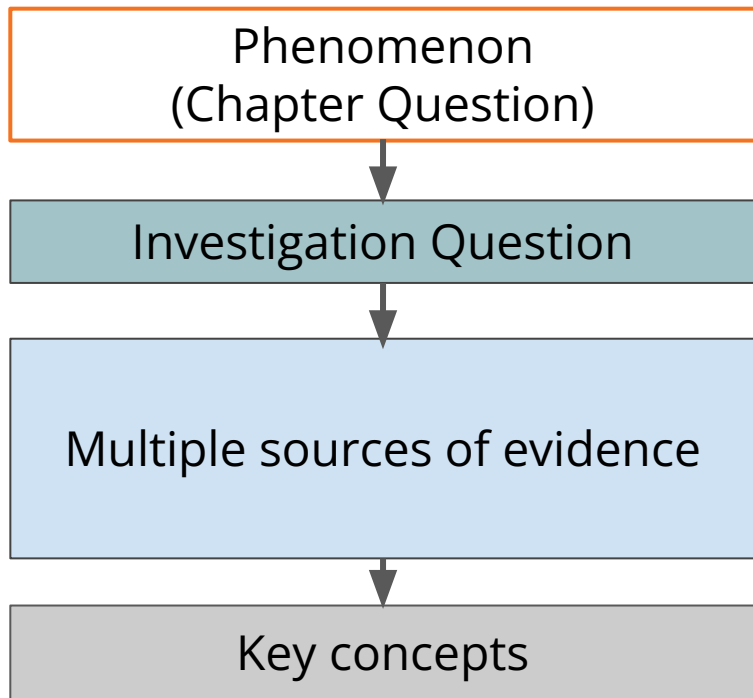 Phenomenon
(Chapter Question)
Investigation Question
Multiple sources of evidence
Key concepts